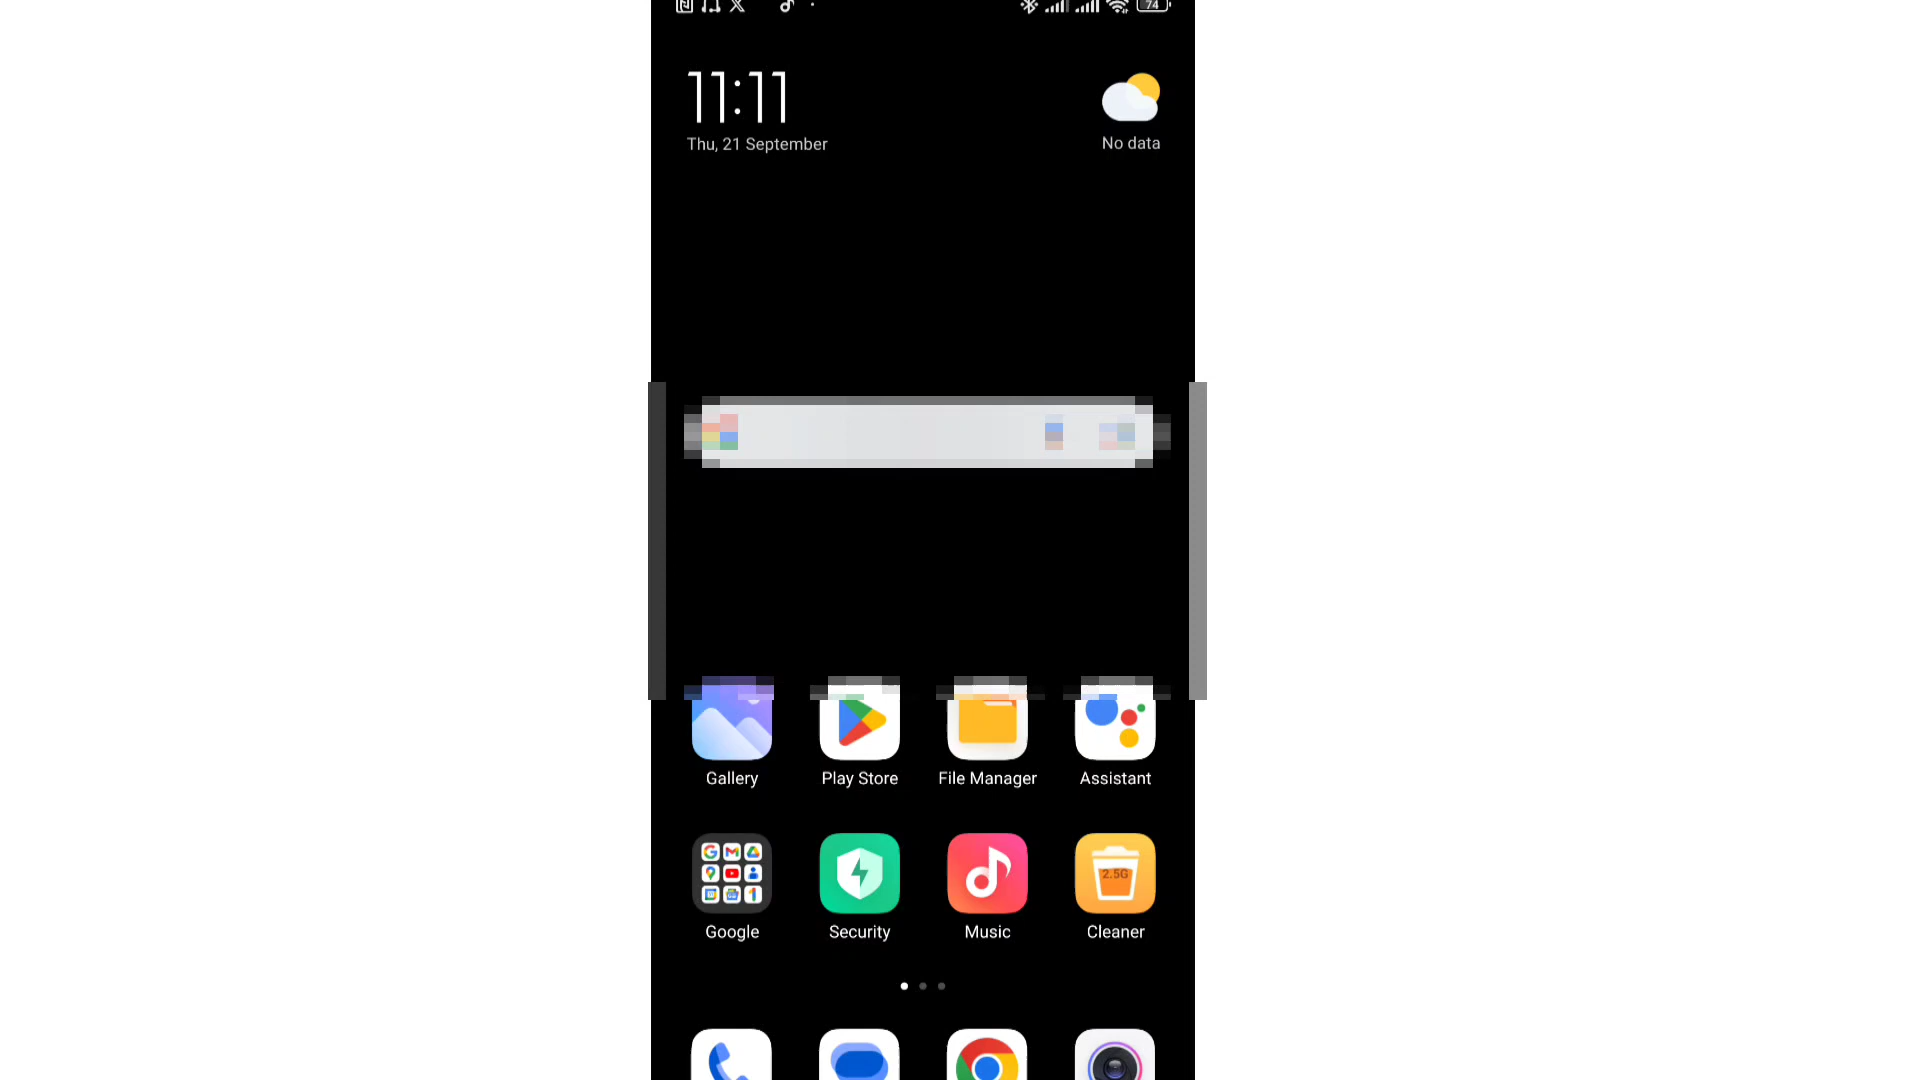 74
11:11
Thu, 21 September
No data
Gallery
Play Store
File Manager
Assistant
2.5G
Google
Security
Music
Cleaner